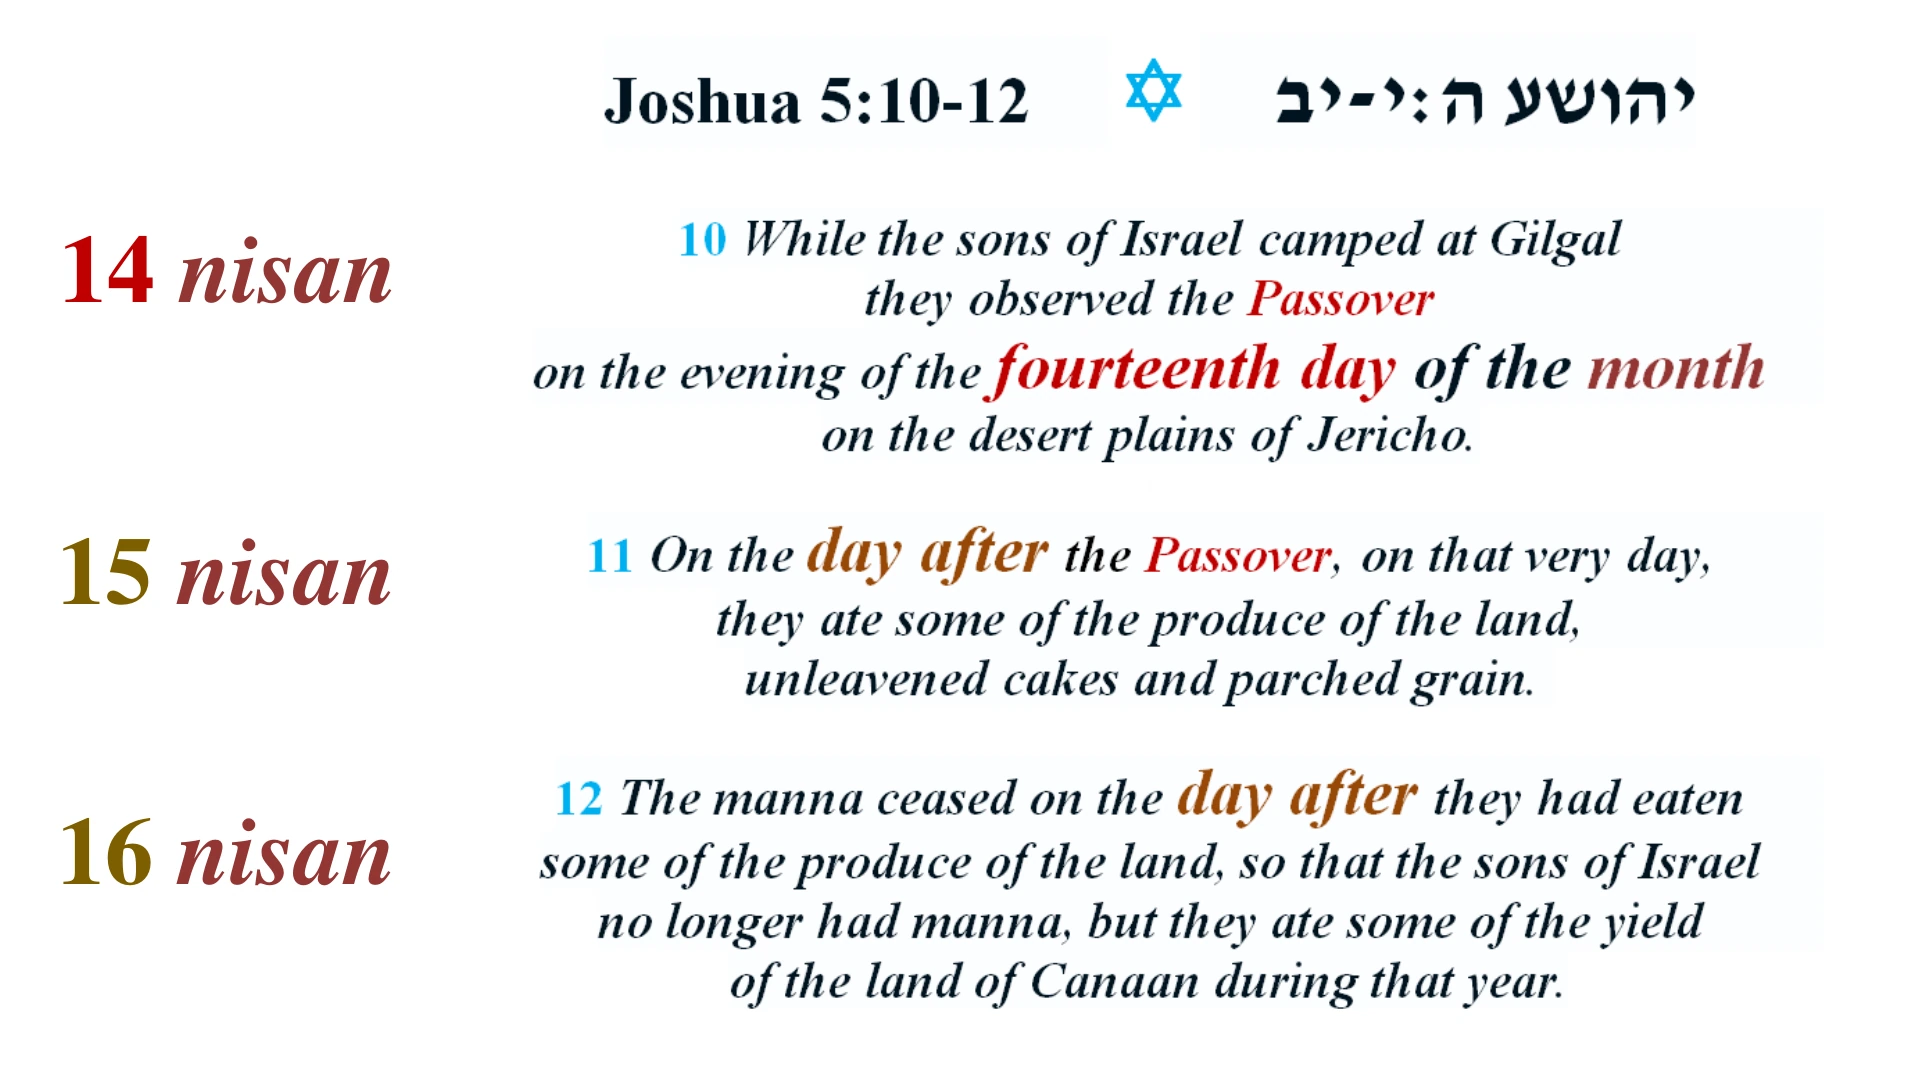 Joshua 5:10-12 ✡ יהושע ה:י-יב
14 nisan
10 While the sons of Israel camped at Gilgal
they observed the Passover
on the evening of the fourteenth day of the month
on the desert plains of Jericho.
15 nisan
11 On the day after the Passover, on that very day,
they ate some of the produce of the land,
unleavened cakes and parched grain.
16 nisan
12 The manna ceased on the day after they had eaten
some of the produce of the land, so that the sons of Israel
no longer had manna, but they ate some of the yield
of the land of Canaan during that year.